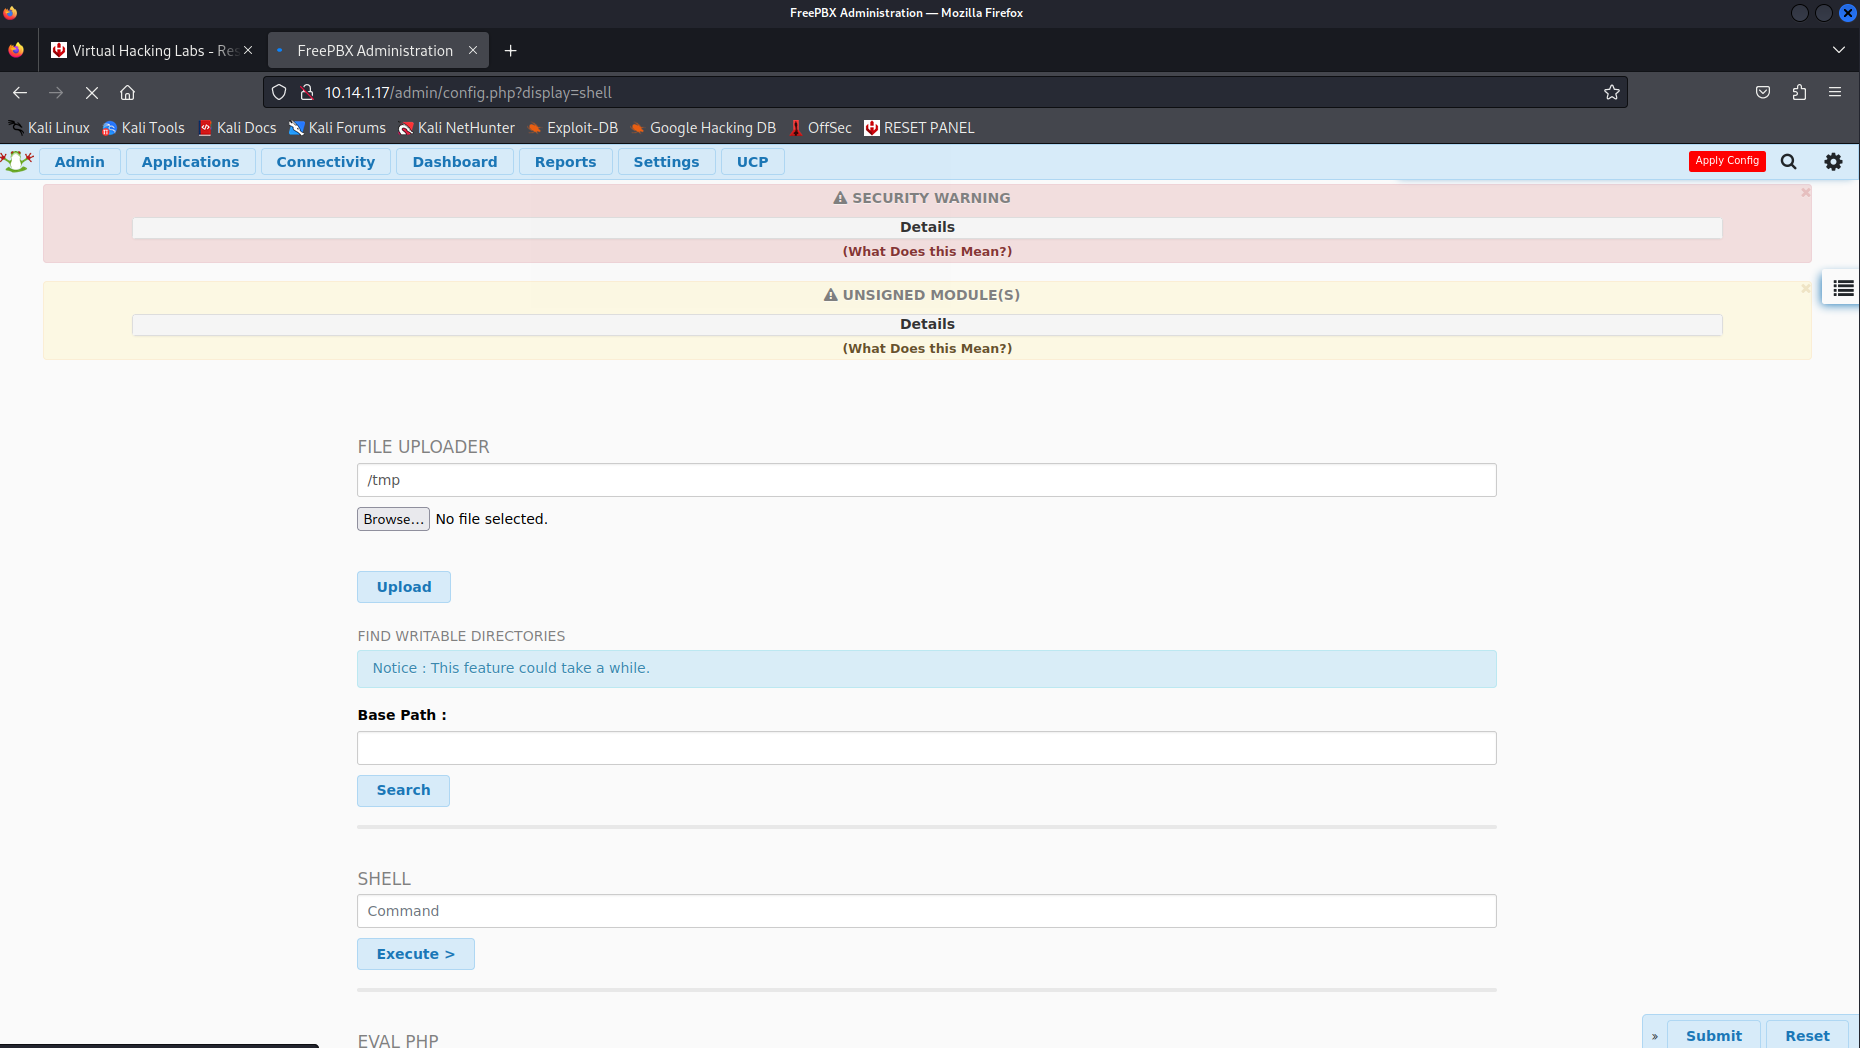 FreePBX Administration — Mozilla Firefox
Virtual Hacking Labs - Res
FreePBX Administration
10.14.1.17/admin/config.php?display=shell
Kali Linux Kali Tools Kali Docs Kali Forums Kali NetHunter Exploit-DB Google Hacking DB OffSec RESET PANEL
Admin Applications Connectivity Dashboard Reports Settings UCP Apply Config
SECURITY WARNING
Details
(What Does this Mean?)
UNSIGNED MODULE(S)
Details
(What Does this Mean?)
FILE UPLOADER
/tmp
Browse... No file selected.
Upload
FIND WRITABLE DIRECTORIES
Notice : This feature could take a while.
Base Path :
Search
SHELL
Command
Execute >
EVAL PHP
» Submit Reset